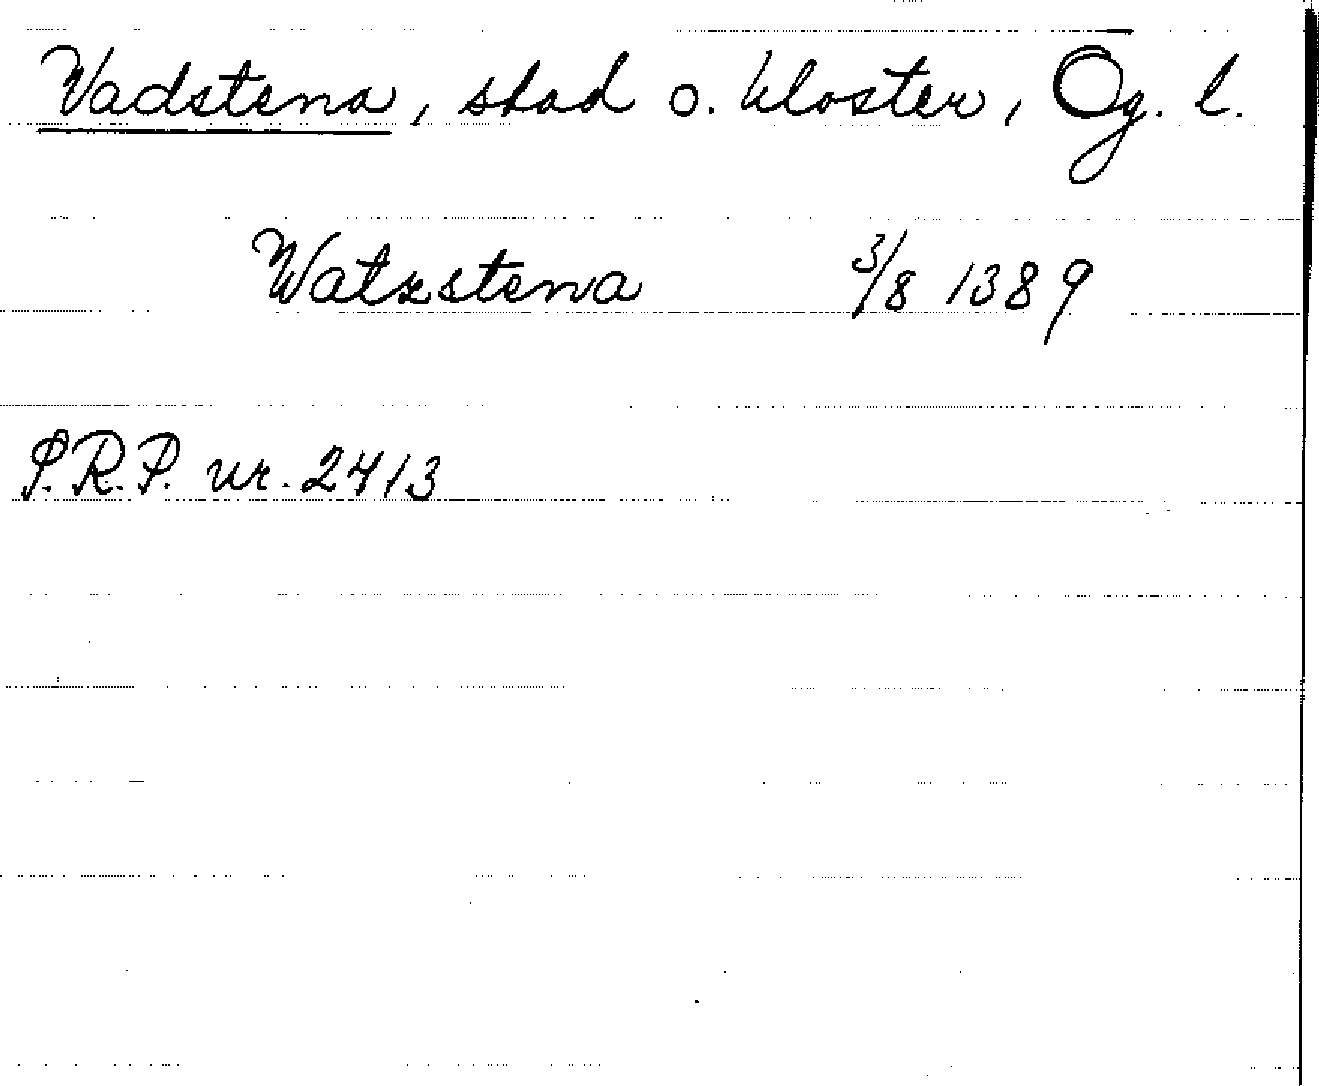 Vadstena, stad o. kloster, Ög. l.
Watzstena 3/8 1389
S.R.P. nr. 2413